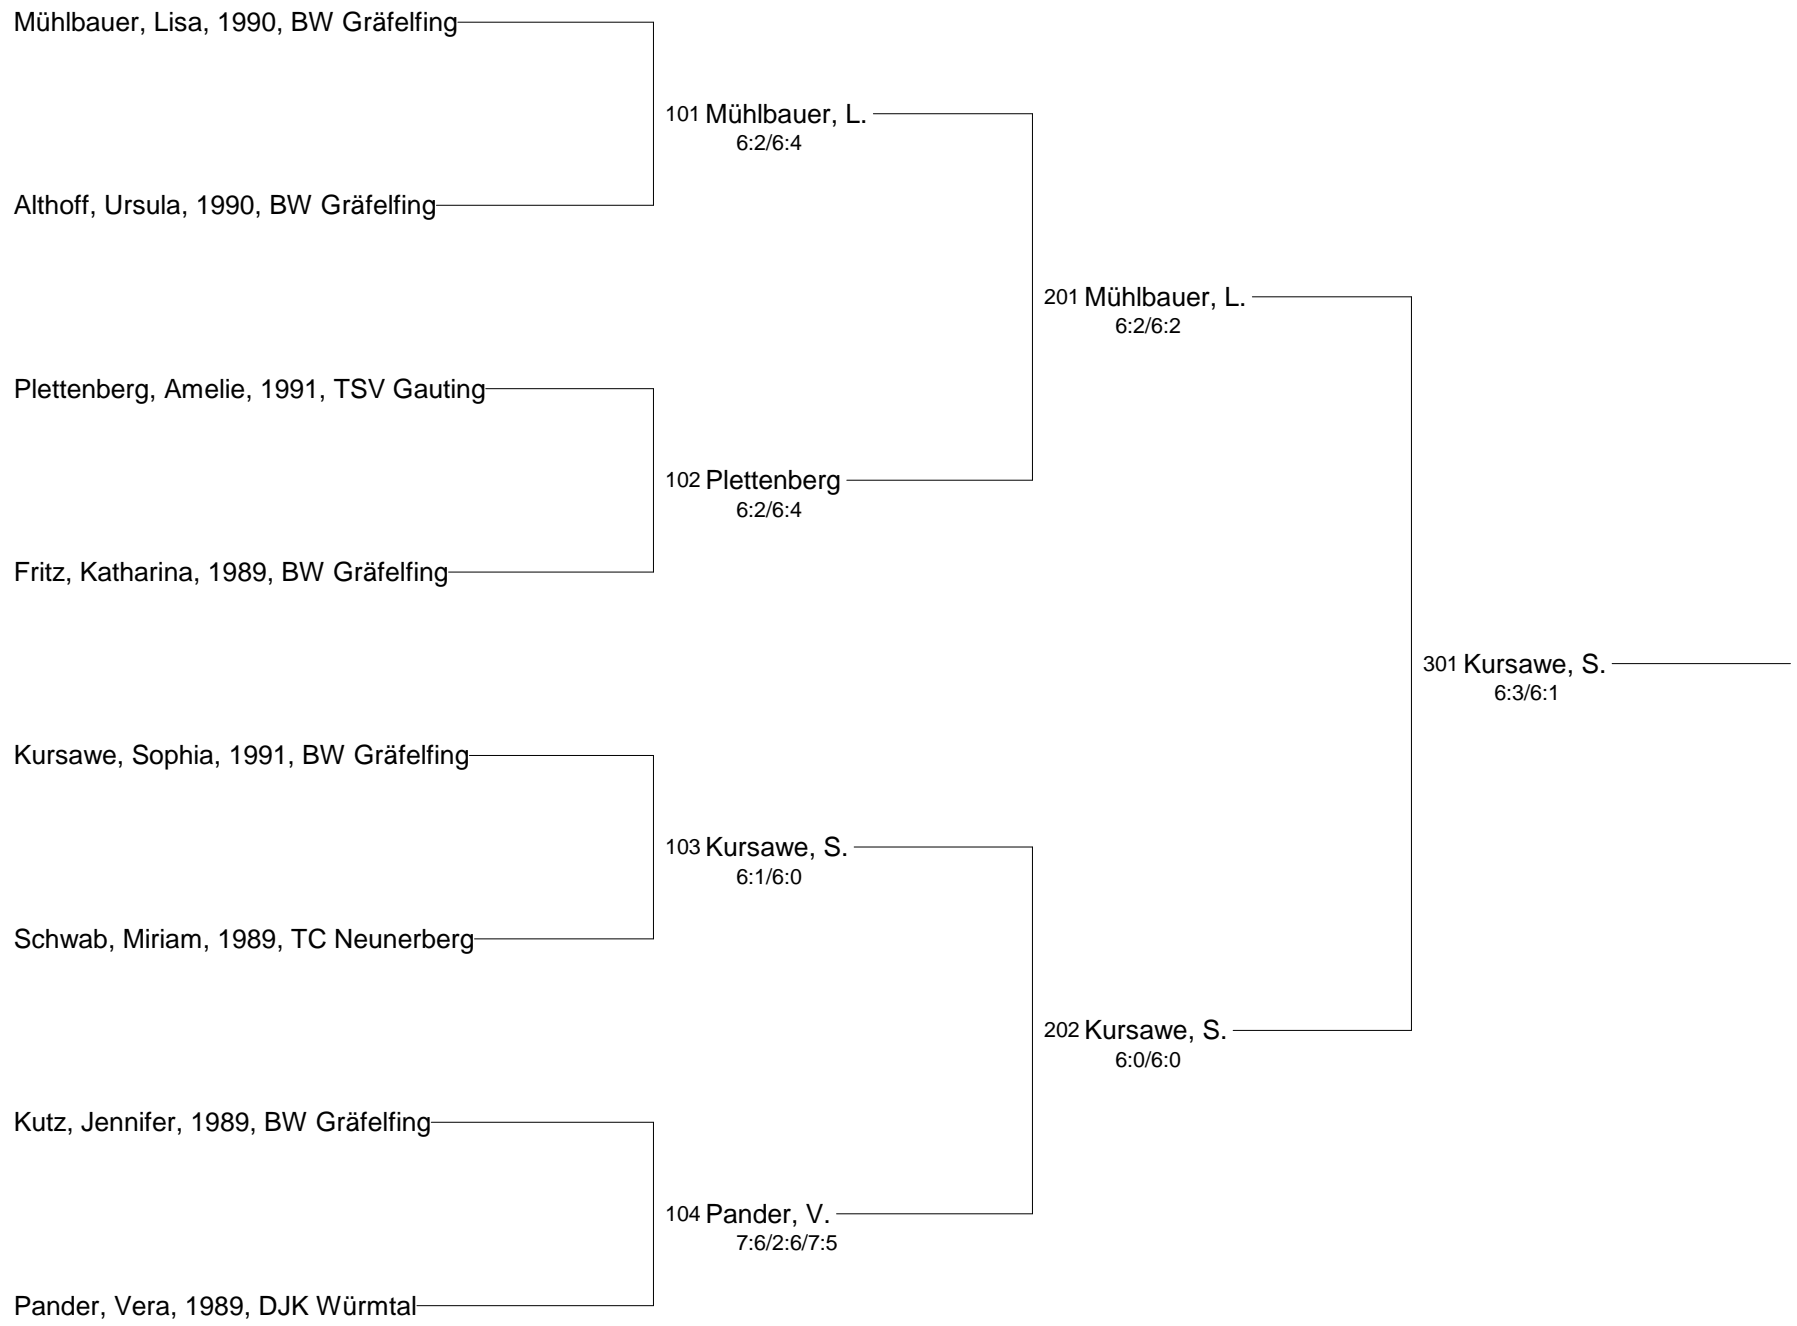 Mühlbauer, Lisa, 1990, BW Gräfelfing
101 Mühlbauer, L.
6:2/6:4
Althoff, Ursula, 1990, BW Gräfelfing
201 Mühlbauer, L.
6:2/6:2
Plettenberg, Amelie, 1991, TSV Gauting
102 Plettenberg
6:2/6:4
Fritz, Katharina, 1989, BW Gräfelfing
301 Kursawe, S.
6:3/6:1
Kursawe, Sophia, 1991, BW Gräfelfing
103 Kursawe, S.
6:1/6:0
Schwab, Miriam, 1989, TC Neunerberg
202 Kursawe, S.
6:0/6:0
Kutz, Jennifer, 1989, BW Gräfelfing
104 Pander, V.
7:6/2:6/7:5
Pander, Vera, 1989, DJK Würmtal